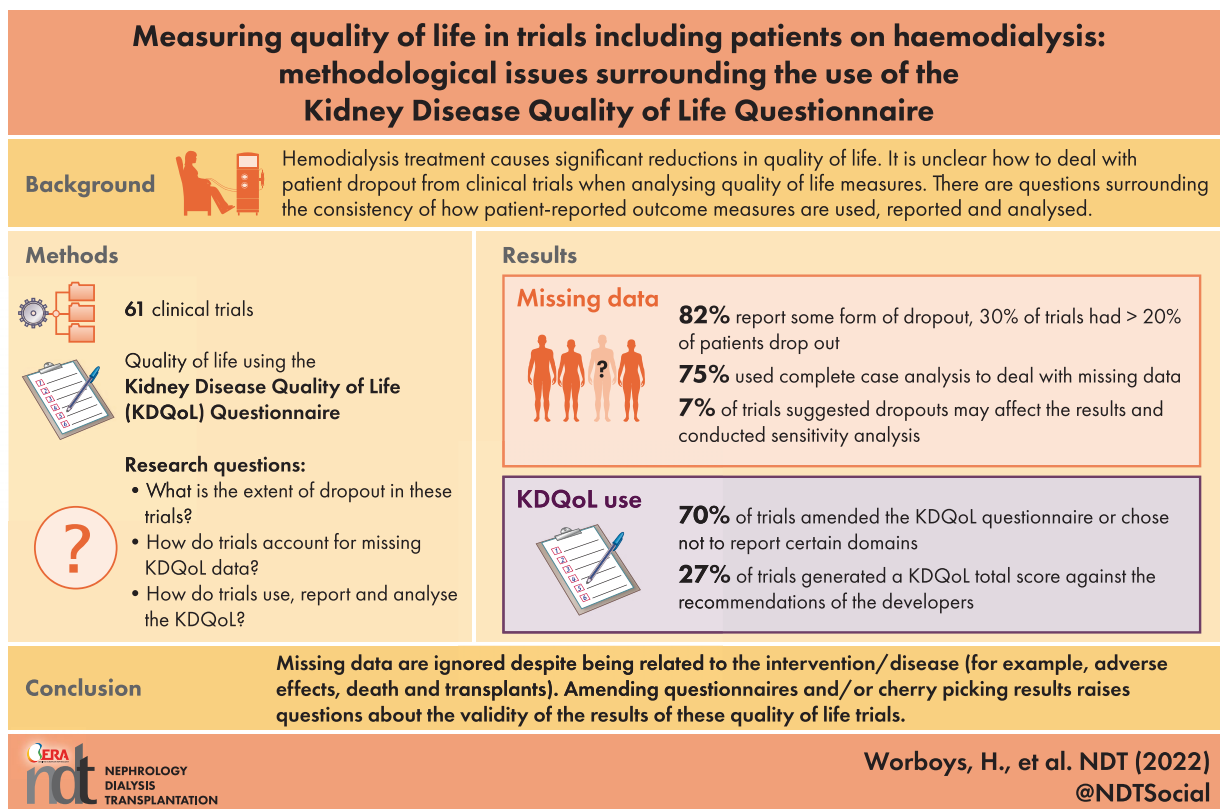 Measuring quality of life in trials including patients on haemodialysis:
methodological issues surrounding the use of the
Kidney Disease Quality of Life Questionnaire
Background
Hemodialysis treatment causes significant reductions in quality of life. It is unclear how to deal with
patient dropout from clinical trials when analysing quality of life measures. There are questions surrounding
the consistency of how patient-reported outcome measures are used, reported and analysed.
Methods
61 clinical trials
Quality of life using the
Kidney Disease Quality of Life
(KDQoL) Questionnaire
Research questions:
• What is the extent of dropout in these
trials?
• How do trials account for missing
KDQoL data?
• How do trials use, report and analyse
the KDQoL?
?
Results
Missing data
?
82% report some form of dropout, 30% of trials had > 20%
of patients drop out
75% used complete case analysis to deal with missing data
7% of trials suggested dropouts may affect the results and
conducted sensitivity analysis
KDQoL use
70% of trials amended the KDQoL questionnaire or chose
not to report certain domains
27% of trials generated a KDQoL total score against the
recommendations of the developers
Conclusion
Missing data are ignored despite being related to the intervention/disease (for example, adverse
effects, death and transplants). Amending questionnaires and/or cherry picking results raises
questions about the validity of the results of these quality of life trials.
ERA
ndt
NEPHROLOGY
DIALYSIS
TRANSPLANTATION
Worboys, H., et al. NDT (2022)
@NDTSocial